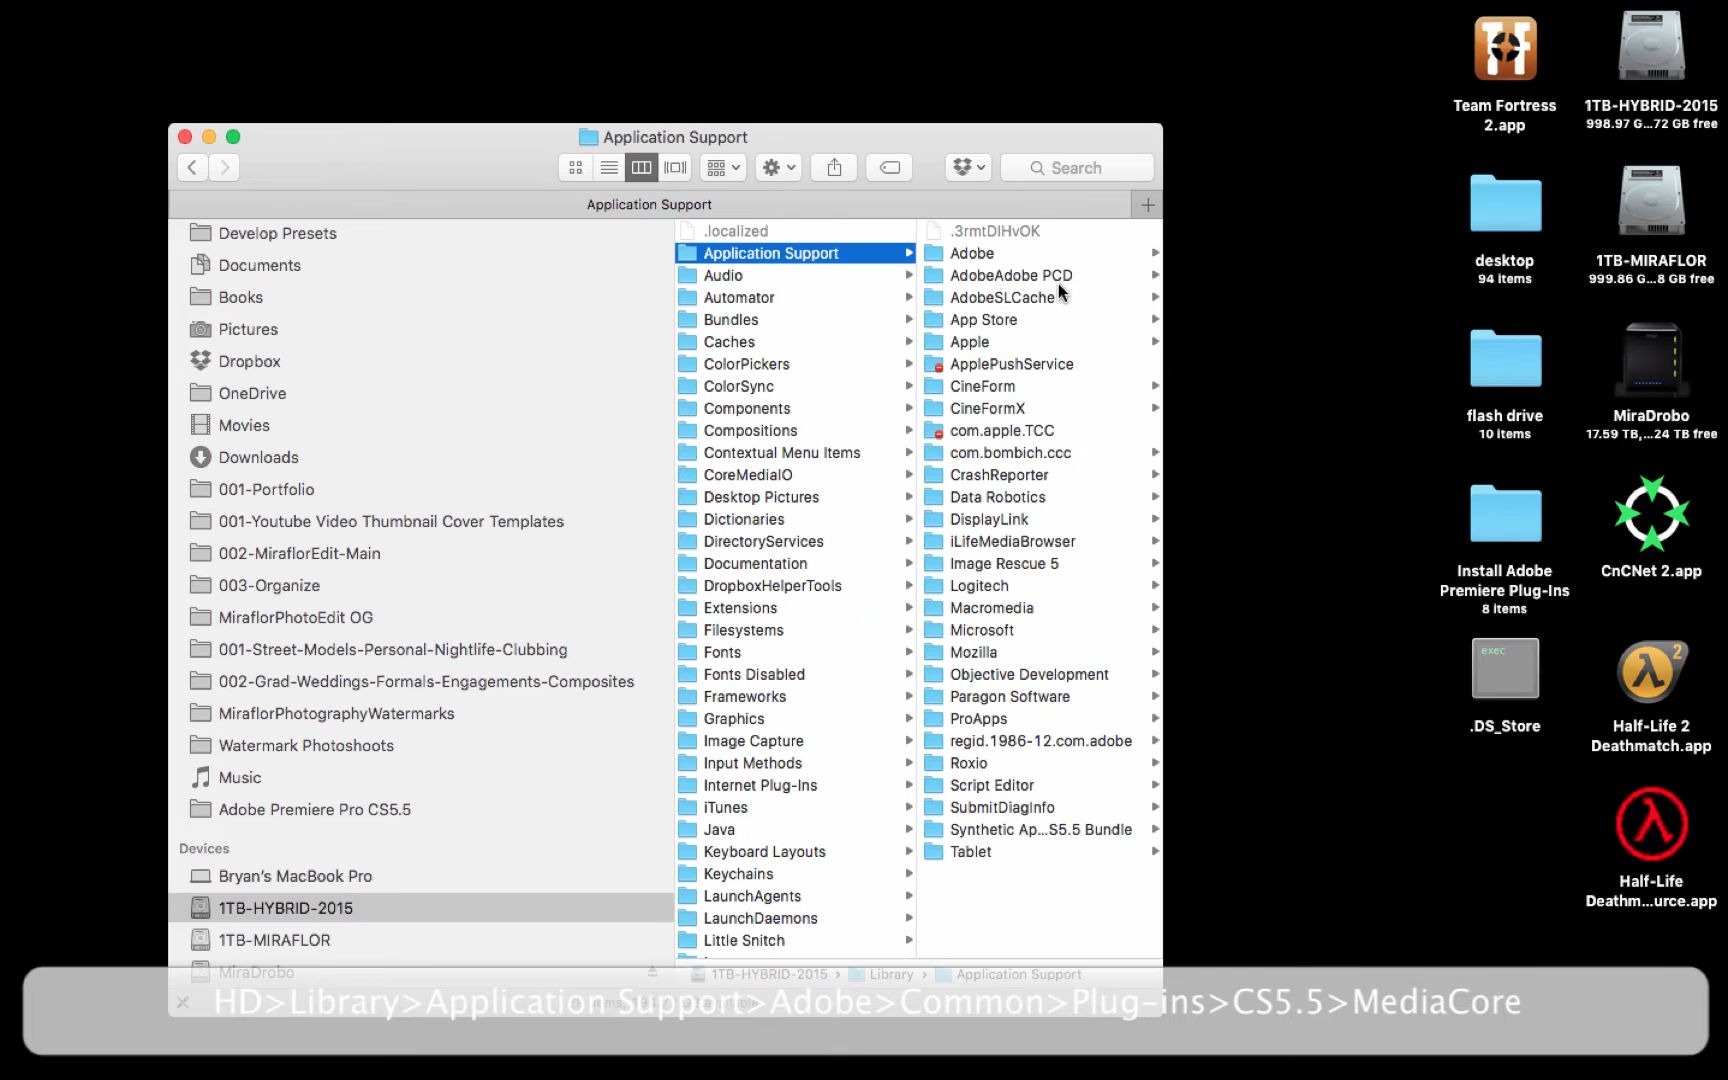 Application Support
Search
Application Support
Develop Presets
Documents
Books
Pictures
Dropbox
OneDrive
Movies
Downloads
001-Portfolio
001-Youtube Video Thumbnail Cover Templates
002-MiraflorEdit-Main
003-Organize
MiraflorPhotoEdit OG
001-Street-Models-Personal-Nightlife-Clubbing
002-Grad-Weddings-Formals-Engagements-Composites
MiraflorPhotographyWatermarks
Watermark Photoshoots
Music
Adobe Premiere Pro CS5.5
Devices
Bryan's MacBook Pro
1TB-HYBRID-2015
1TB-MIRAFLOR
MiraDrobo
.localized
Application Support
Audio
Automator
Bundles
Caches
ColorPickers
ColorSync
Components
Compositions
Contextual Menu Items
CoreMediaIO
Desktop Pictures
Dictionaries
DirectoryServices
Documentation
DropboxHelperTools
Extensions
Filesystems
Fonts
Fonts Disabled
Frameworks
Graphics
Image Capture
Input Methods
Internet Plug-Ins
iTunes
Java
Keyboard Layouts
Keychains
LaunchAgents
LaunchDaemons
Little Snitch
.3rmtDIHvOK
Adobe
AdobeAdobe PCD
AdobeSLCache
App Store
Apple
ApplePushService
CineForm
CineFormX
com.apple.TCC
com.bombich.ccc
CrashReporter
Data Robotics
DisplayLink
iLifeMediaBrowser
Image Rescue 5
Logitech
Macromedia
Microsoft
Mozilla
Objective Development
Paragon Software
ProApps
regid.1986-12.com.adobe
Roxio
Script Editor
SubmitDiagInfo
Synthetic Ap...S5.5 Bundle
Tablet
1TB-HYBRID-2015 › Library › Application Support
HD>Library>Application Support>Adobe>Common>Plug-ins>CS5.5>MediaCore
Team Fortress
2.app
1TB-HYBRID-2015
998.97 G...72 GB free
desktop
94 items
1TB-MIRAFLOR
999.86 G...8 GB free
flash drive
10 items
MiraDrobo
17.59 TB,...24 TB free
Install Adobe
Premiere Plug-Ins
8 items
CnCNet 2.app
exec
.DS_Store
2
Half-Life 2
Deathmatch.app
Half-Life
Deathm...urce.app